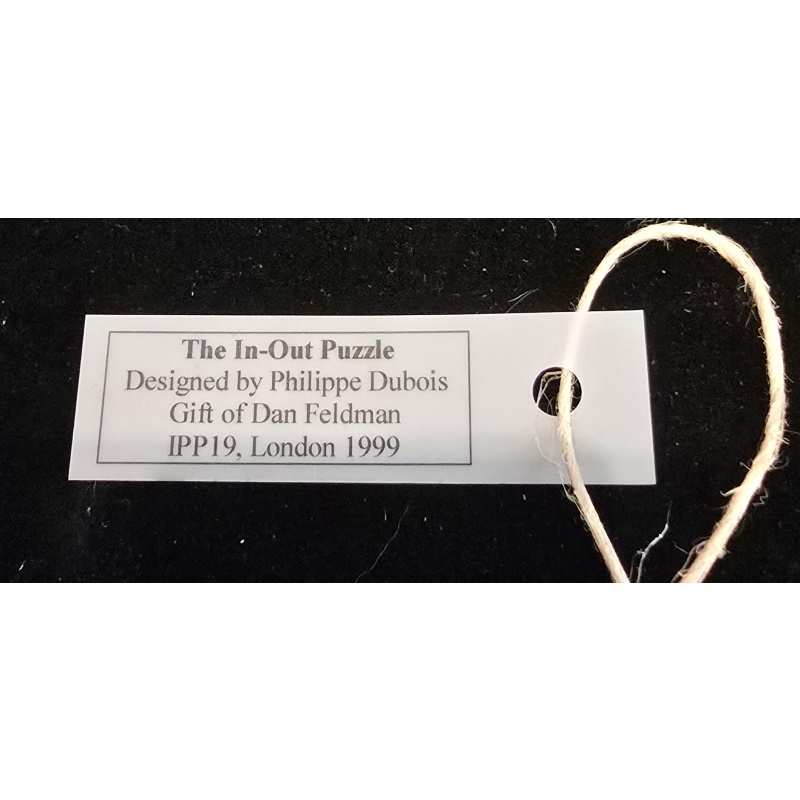 The In-Out Puzzle
Designed by Philippe Dubois
Gift of Dan Feldman
IPP19, London 1999